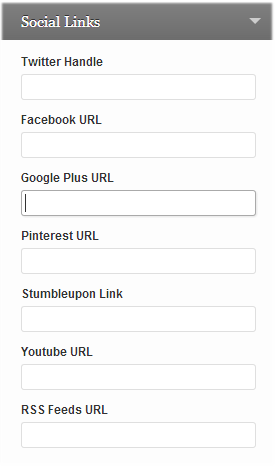 Social Links
Twitter Handle
Facebook URL
Google Plus URL
Pinterest URL
Stumbleupon Link
Youtube URL
RSS Feeds URL